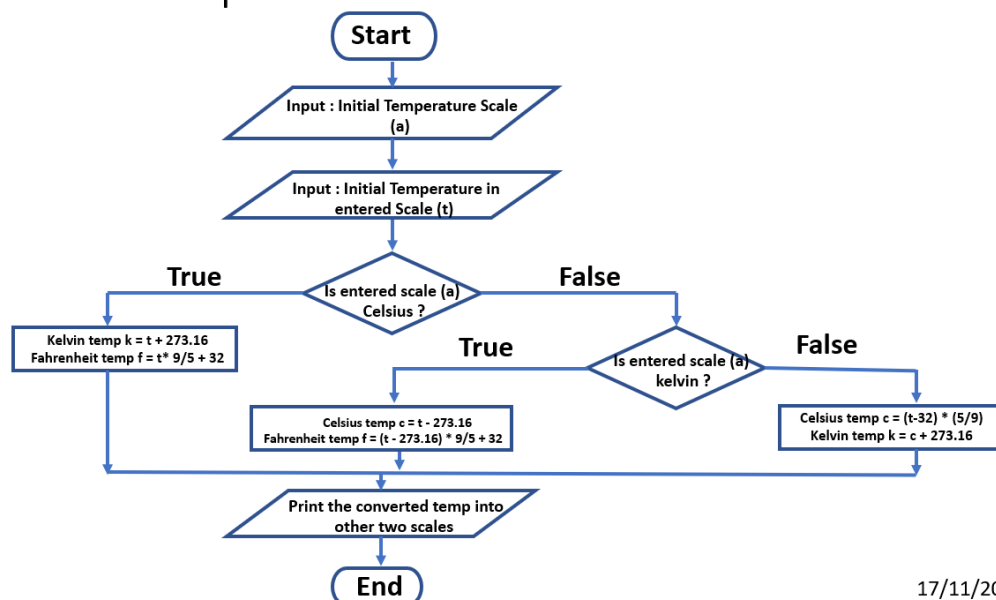 Start
Input : Initial Temperature Scale
(a)
Input : Initial Temperature in
entered Scale (t)
True
False
Is entered scale (a)
Celsius ?
Kelvin temp k = t + 273.16
Fahrenheit temp f = t* 9/5 + 32
True
False
Is entered scale (a)
kelvin ?
Celsius temp c = t - 273.16
Fahrenheit temp f = (t - 273.16) * 9/5 + 32
Celsius temp c = (t-32) * (5/9)
Kelvin temp k = c + 273.16
Print the converted temp into
other two scales
End
17/11/20